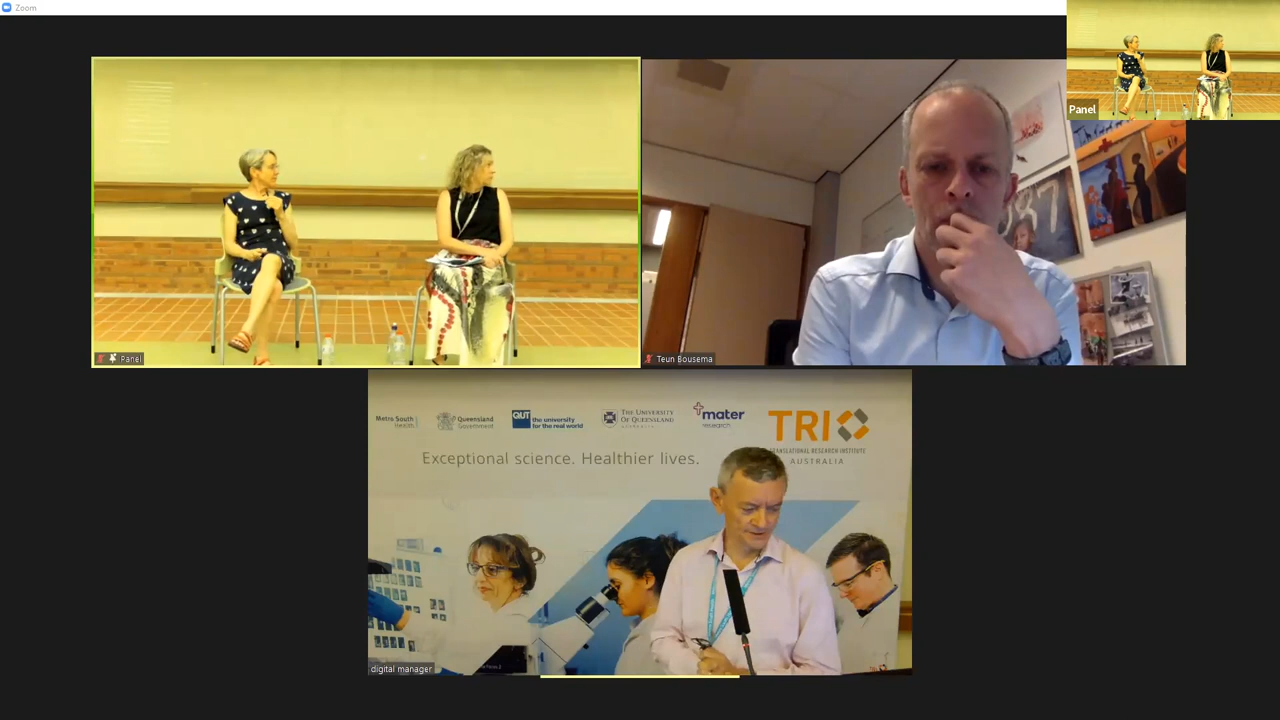 Zoom
Panel
Panel
Teun Bousema
987
Metro South
Health
Queensland
Government
QUT
the university
for the real world
THE UNIVERSITY
OF QUEENSLAND
AUSTRALIA
mater
research
TRI
TRANSLATIONAL RESEARCH INSTITUTE
AUSTRALIA
Exceptional science. Healthier lives.
digital manager